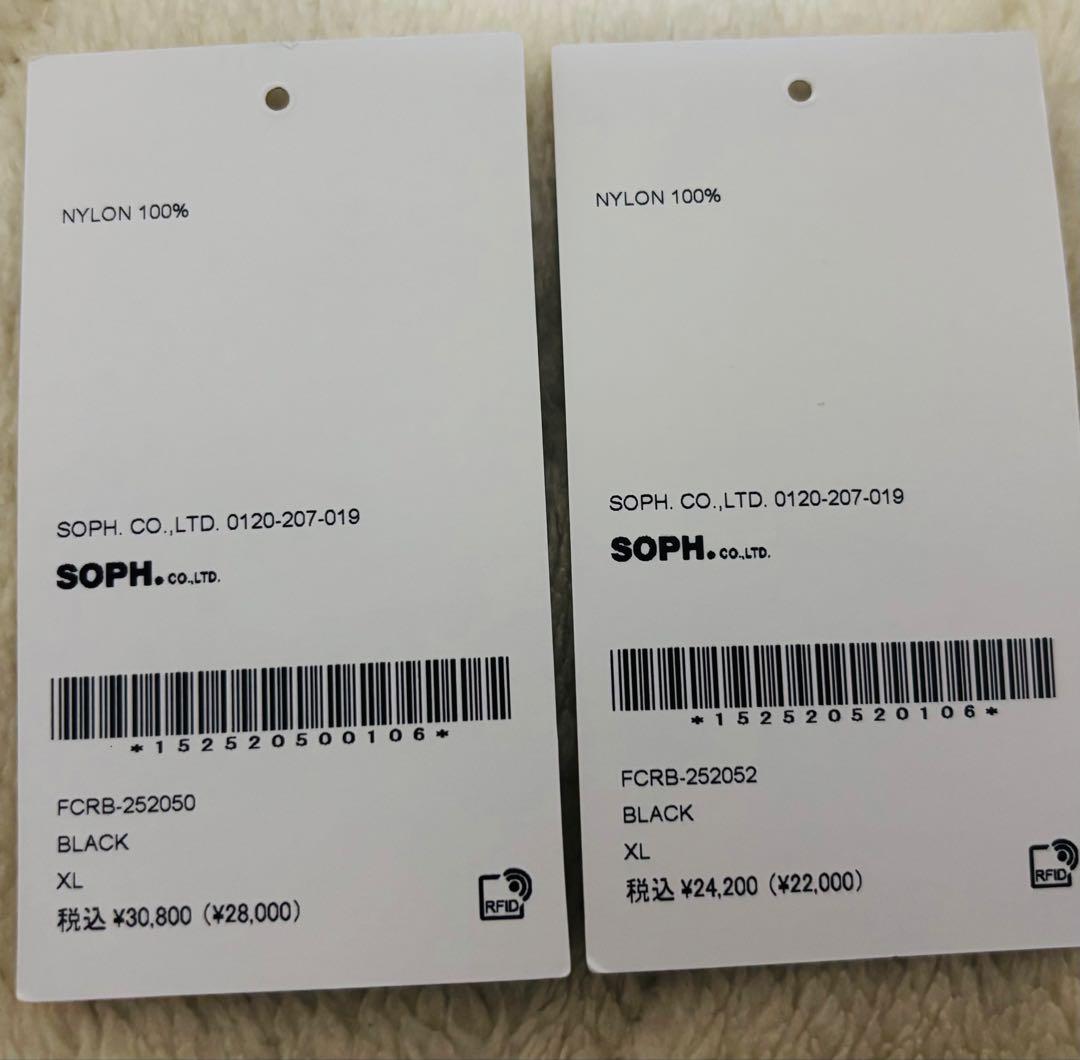 NYLON 100%
SOPH. CO.,LTD. 0120-207-019
SOPH. CO.,LTD.
*152520500106*
FCRB-252050
BLACK
XL
税込 ¥30,800 (¥28,000)
RFID
NYLON 100%
SOPH. CO.,LTD. 0120-207-019
SOPH. CO.,LTD.
*152520520106*
FCRB-252052
BLACK
XL
税込 ¥24,200 (¥22,000)
RFID